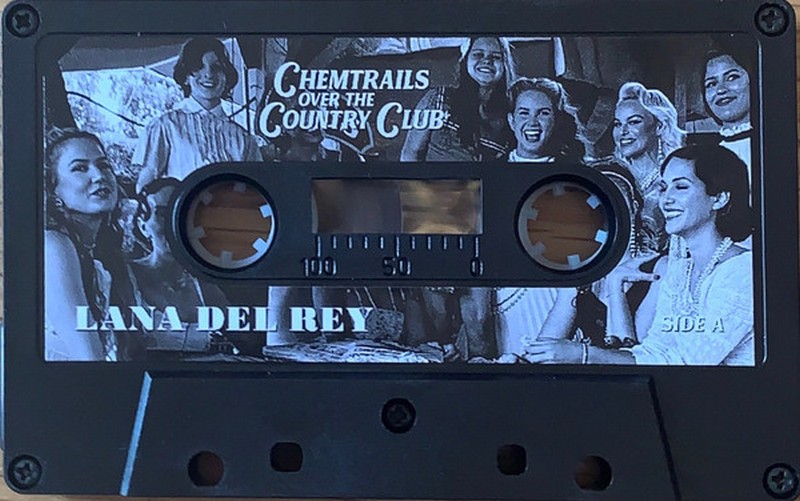 CHEMTRAILS
OVER THE
COUNTRY CLUB
100 50 0
LANA DEL REY
SIDE A